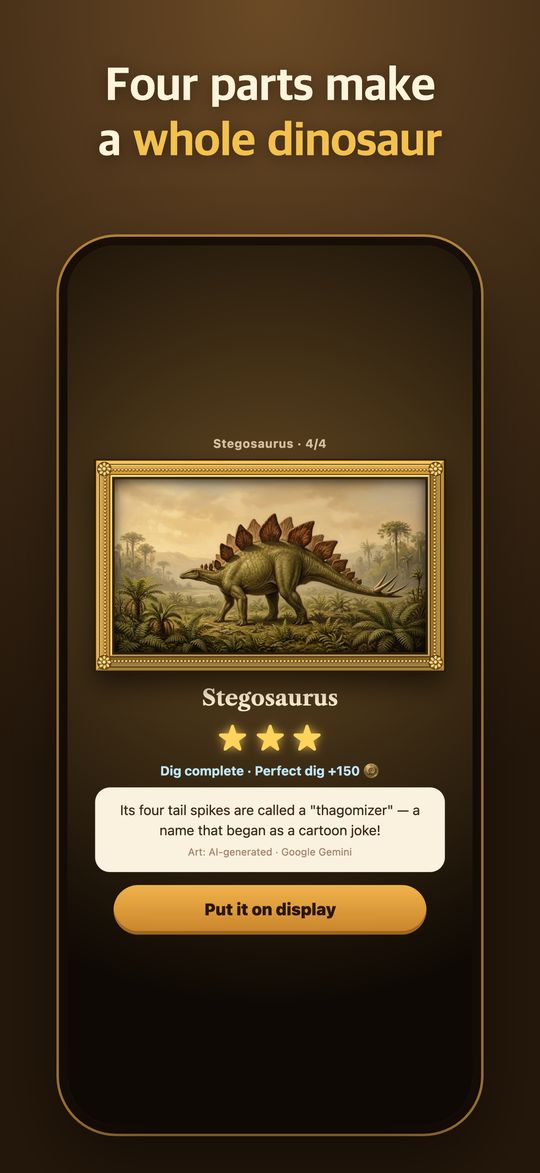 Four parts make
a whole dinosaur
Stegosaurus · 4/4
Stegosaurus
Dig complete · Perfect dig +150
Its four tail spikes are called a "thagomizer" — a
name that began as a cartoon joke!
Art: AI-generated · Google Gemini
Put it on display